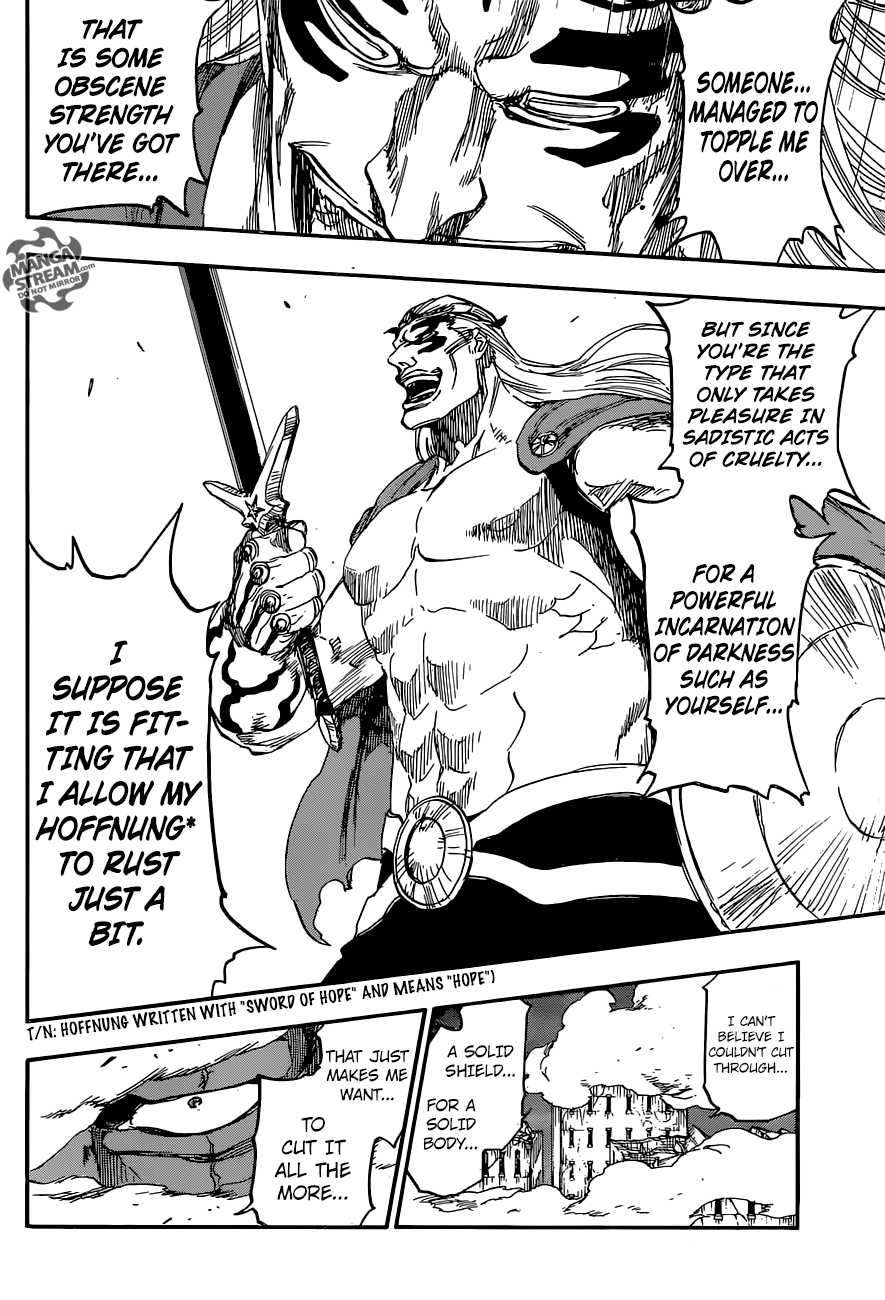 SOMEONE...
MANAGED TO
TOPPLE ME
OVER...
THAT
IS SOME
OBSCENE
STRENGTH
YOU'VE GOT
THERE...
MANGA
STREAM.com
DO NOT MIRROR
BUT SINCE
YOU'RE THE
TYPE THAT
ONLY TAKES
PLEASURE IN
SADISTIC ACTS
OF CRUELTY...
FOR A
POWERFUL
INCARNATION
OF DARKNESS
SUCH AS
YOURSELF...
I
SUPPOSE
IT IS FIT-
TING THAT
I ALLOW MY
HOFFNUNG*
TO RUST
JUST A
BIT.
T/N: HOFFNUNG WRITTEN WITH "SWORD OF HOPE" AND MEANS "HOPE")
I CAN'T
BELIEVE I
COULDN'T CUT
THROUGH...
A SOLID
SHIELD...
FOR A
SOLID
BODY...
THAT JUST
MAKES ME
WANT...
TO
CUT IT
ALL THE
MORE...